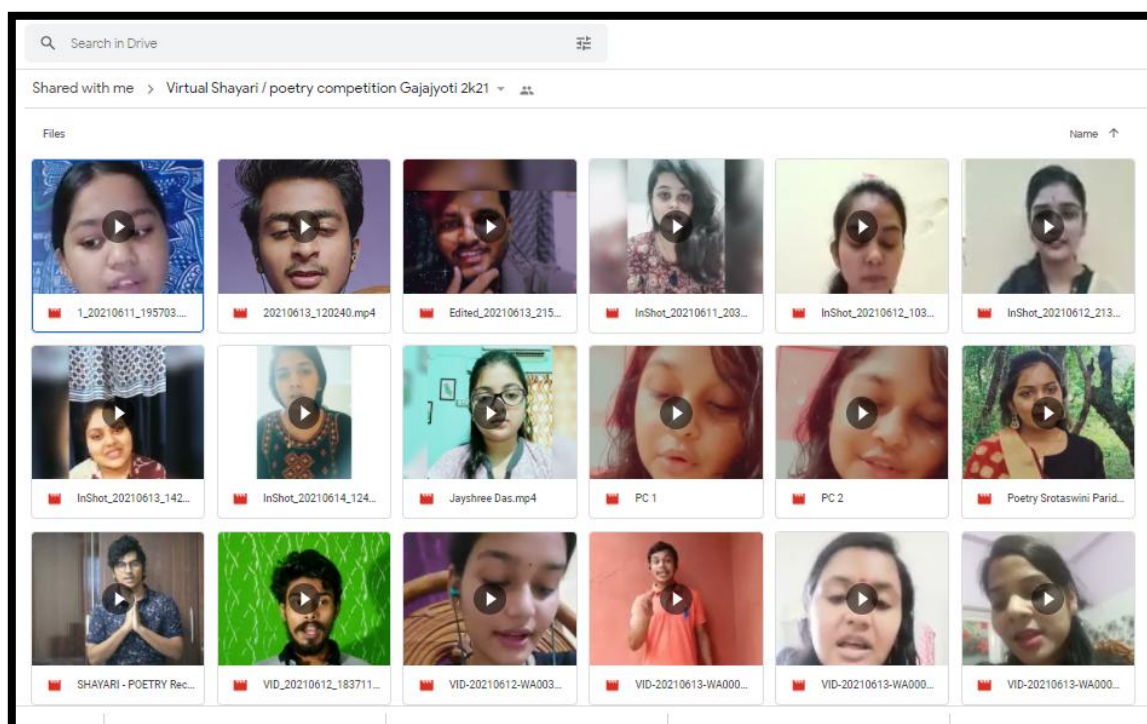 Search in Drive
Shared with me > Virtual Shayari / poetry competition Gajajyoti 2k21
Files Name
1_20210611_195703.... 20210613_120240.mp4 Edited_20210613_215... InShot_20210611_203... InShot_20210612_103... InShot_20210612_213...
InShot_20210613_142... InShot_20210614_124... Jayshree Das.mp4 PC 1 PC 2 Poetry Srotaswini Parid...
SHAYARI - POETRY Rec... VID_20210612_183711... VID-20210612-WA003... VID-20210613-WA000... VID-20210613-WA000... VID-20210613-WA000...